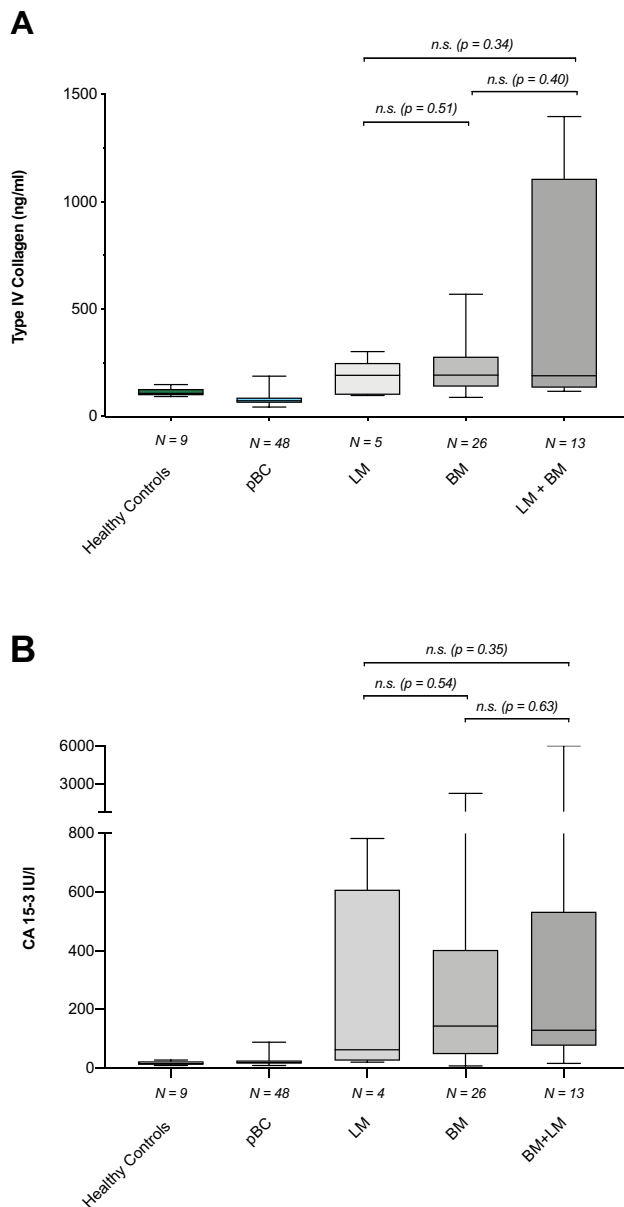 A
n.s. (p = 0.34)
n.s. (p = 0.40)
n.s. (p = 0.51)
1500
1000
500
0
Type IV Collagen (ng/ml)
N = 9 N = 48 N = 5 N = 26 N = 13
Healthy Controls pBC LM BM LM + BM
B
n.s. (p = 0.35)
n.s. (p = 0.54)
n.s. (p = 0.63)
6000
3000
800
600
400
200
0
CA 15-3 IU/l
N = 9 N = 48 N = 4 N = 26 N = 13
Healthy Controls pBC LM BM BM+LM